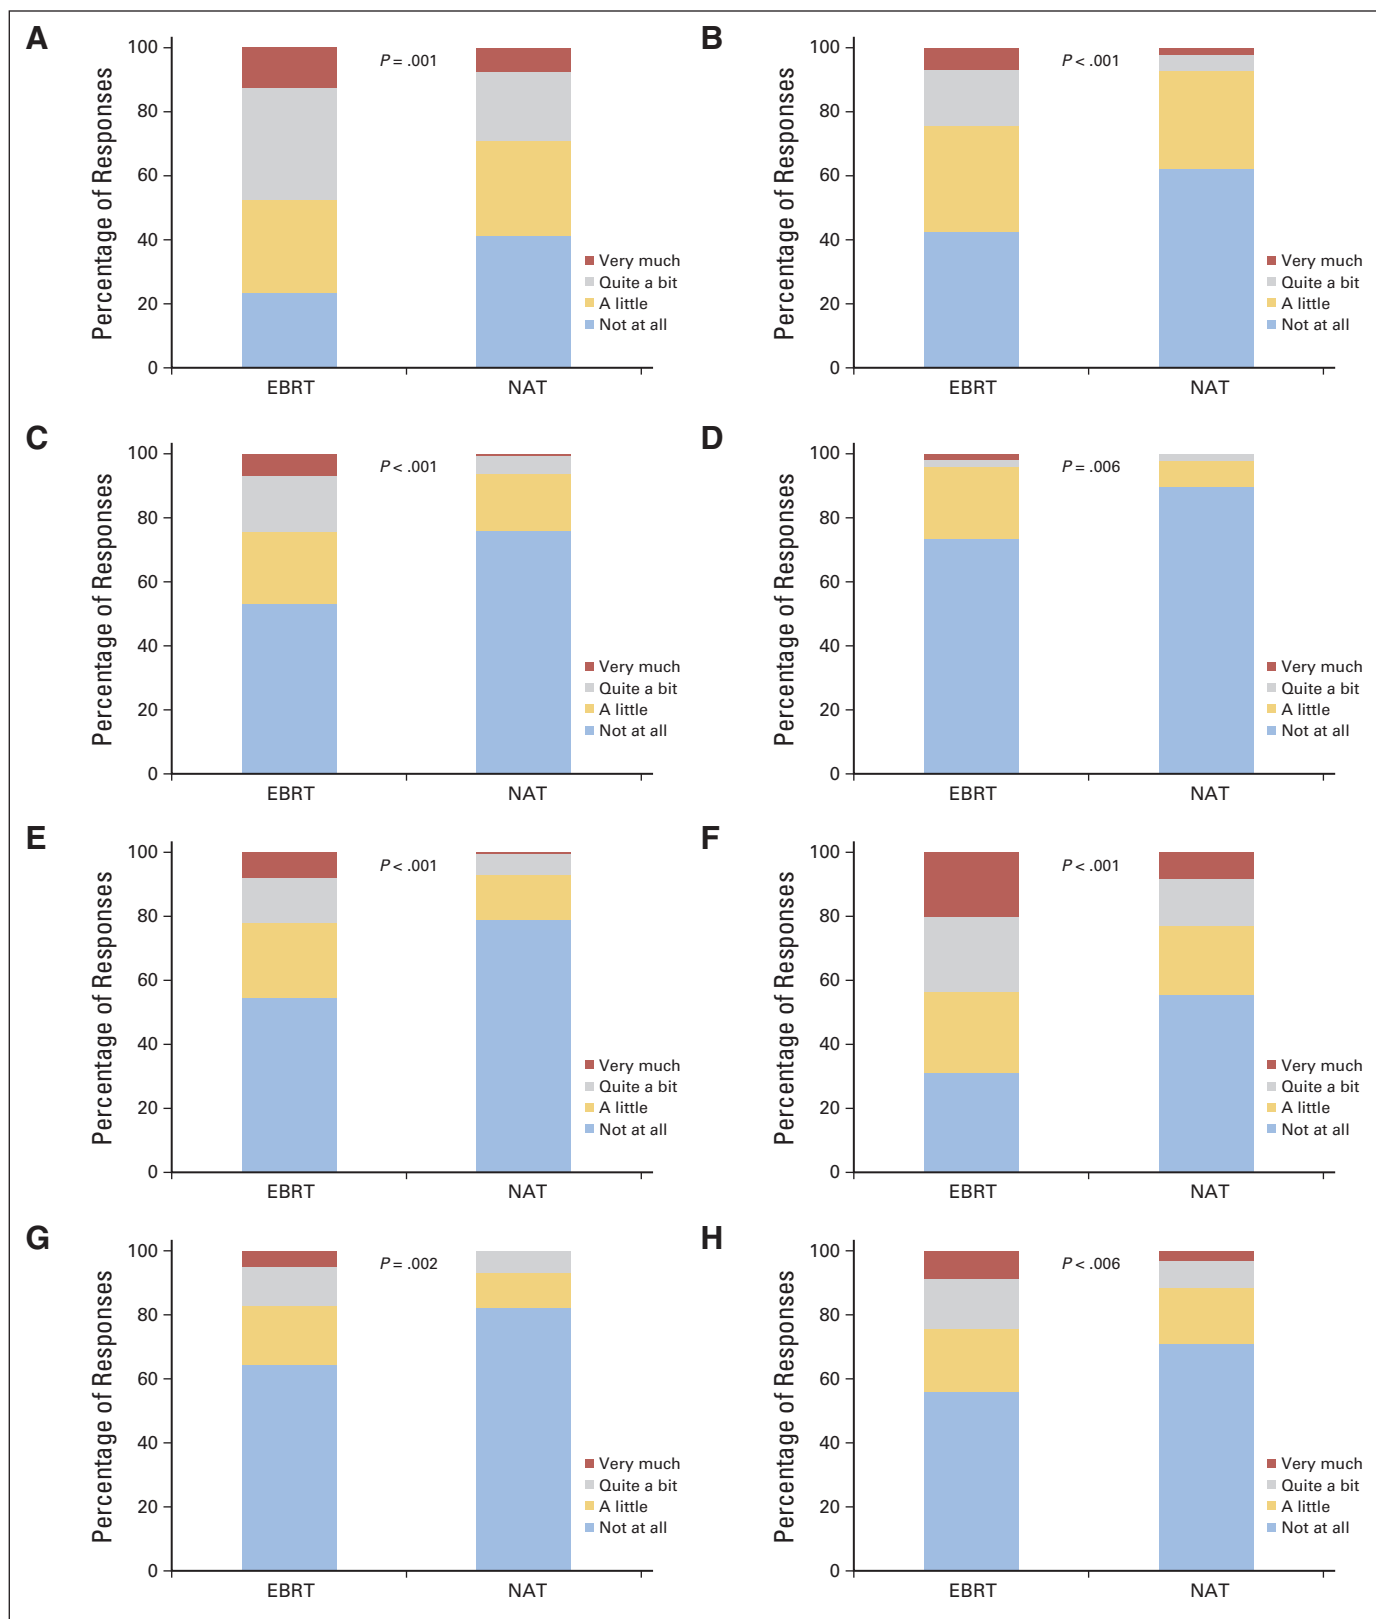 A
Percentage of Responses
100
80
60
40
20
0
P = .001
Very much
Quite a bit
A little
Not at all
EBRT
NAT
B
Percentage of Responses
100
80
60
40
20
0
P < .001
Very much
Quite a bit
A little
Not at all
EBRT
NAT
C
Percentage of Responses
100
80
60
40
20
0
P < .001
Very much
Quite a bit
A little
Not at all
EBRT
NAT
D
Percentage of Responses
100
80
60
40
20
0
P = .006
Very much
Quite a bit
A little
Not at all
EBRT
NAT
E
Percentage of Responses
100
80
60
40
20
0
P < .001
Very much
Quite a bit
A little
Not at all
EBRT
NAT
F
Percentage of Responses
100
80
60
40
20
0
P < .001
Very much
Quite a bit
A little
Not at all
EBRT
NAT
G
Percentage of Responses
100
80
60
40
20
0
P = .002
Very much
Quite a bit
A little
Not at all
EBRT
NAT
H
Percentage of Responses
100
80
60
40
20
0
P < .006
Very much
Quite a bit
A little
Not at all
EBRT
NAT